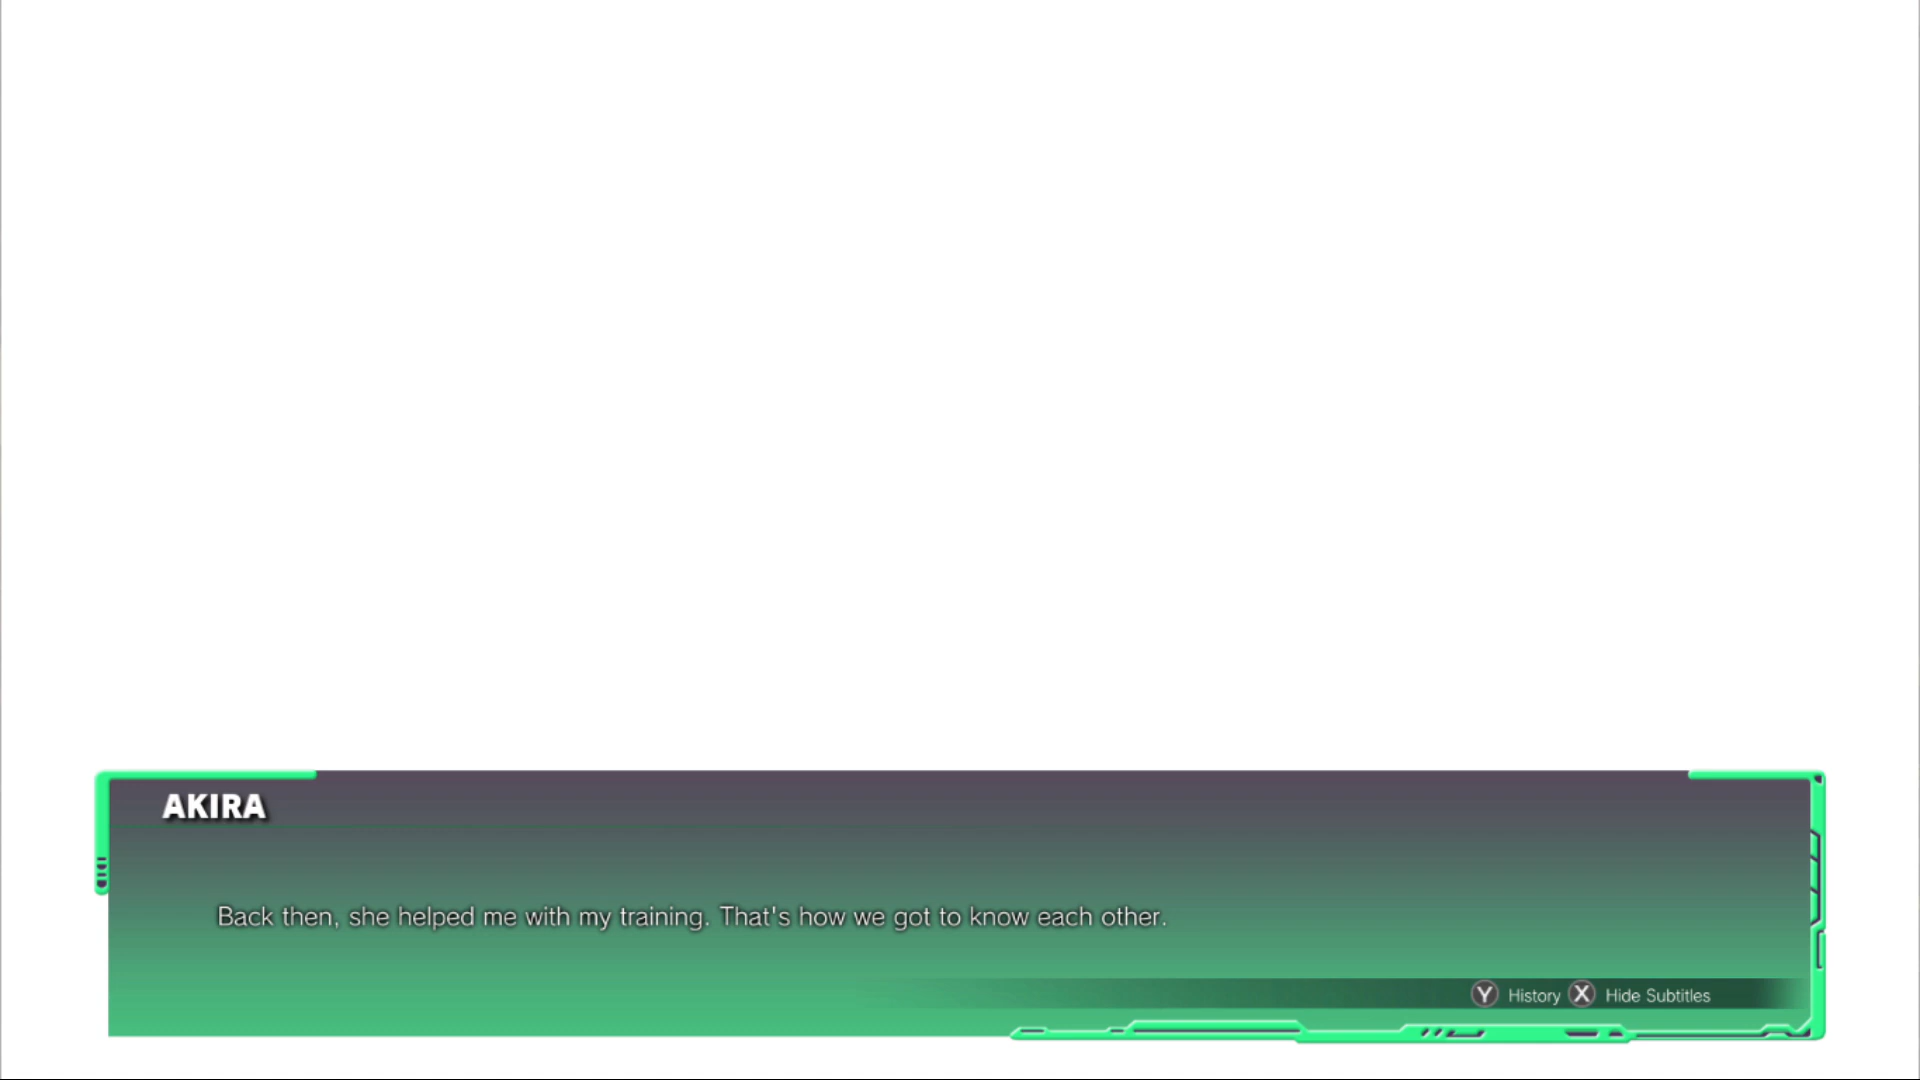 AKIRA
Back then, she helped me with my training. That's how we got to know each other.
Y History X Hide Subtitles